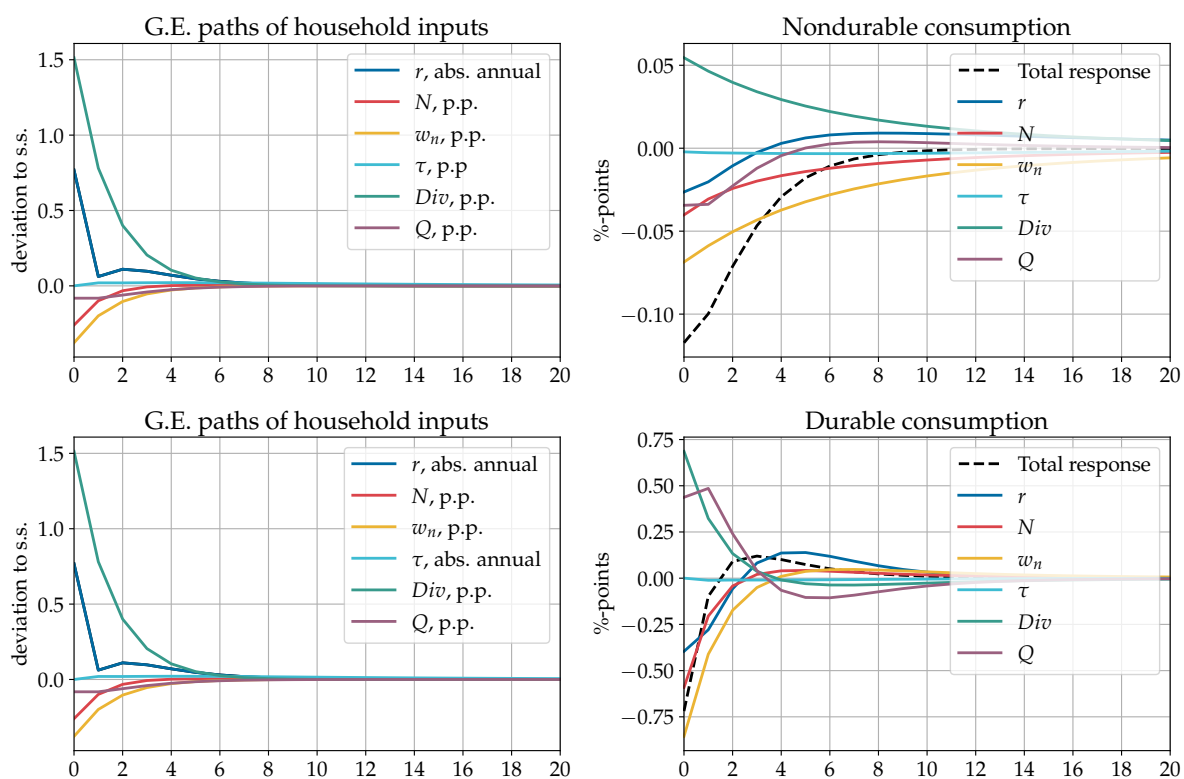 G.E. paths of household inputs
deviation to s.s.
1.5
1.0
0.5
0.0
0 2 4 6 8 10 12 14 16 18 20
r, abs. annual
N, p.p.
wn, p.p.
τ, p.p
Div, p.p.
Q, p.p.
Nondurable consumption
%-points
0.05
0.00
−0.05
−0.10
0 2 4 6 8 10 12 14 16 18 20
Total response
r
N
wn
τ
Div
Q
G.E. paths of household inputs
deviation to s.s.
1.5
1.0
0.5
0.0
0 2 4 6 8 10 12 14 16 18 20
r, abs. annual
N, p.p.
wn, p.p.
τ, abs. annual
Div, p.p.
Q, p.p.
Durable consumption
%-points
0.75
0.50
0.25
0.00
−0.25
−0.50
−0.75
0 2 4 6 8 10 12 14 16 18 20
Total response
r
N
wn
τ
Div
Q